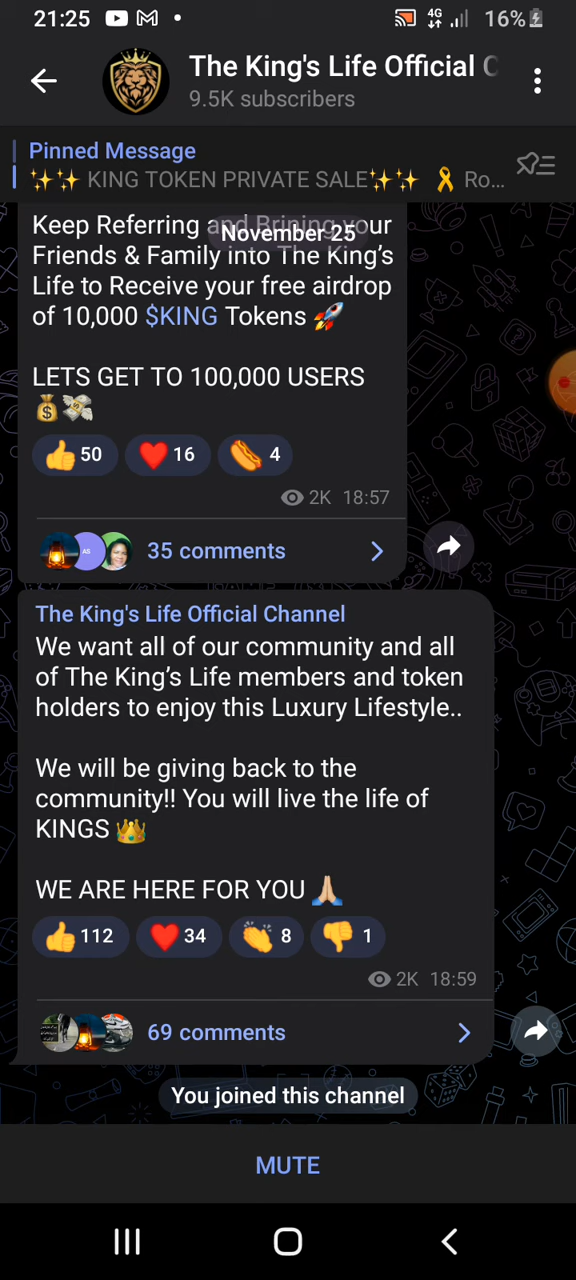 21:25
4G
16%
The King's Life Official C
9.5K subscribers
Pinned Message
✨✨ KING TOKEN PRIVATE SALE✨✨ 🎗 Ro...
November 25
Keep Referring and Brining your
Friends & Family into The King's
Life to Receive your free airdrop
of 10,000 $KING Tokens 🚀
LETS GET TO 100,000 USERS
💰💸
👍 50 ❤️ 16 🌭 4
2K 18:57
AS
35 comments
The King's Life Official Channel
We want all of our community and all
of The King's Life members and token
holders to enjoy this Luxury Lifestyle..
We will be giving back to the
community!! You will live the life of
KINGS 👑
WE ARE HERE FOR YOU 🙏🏼
👍 112 ❤️ 34 👏 8 👎 1
2K 18:59
69 comments
You joined this channel
MUTE